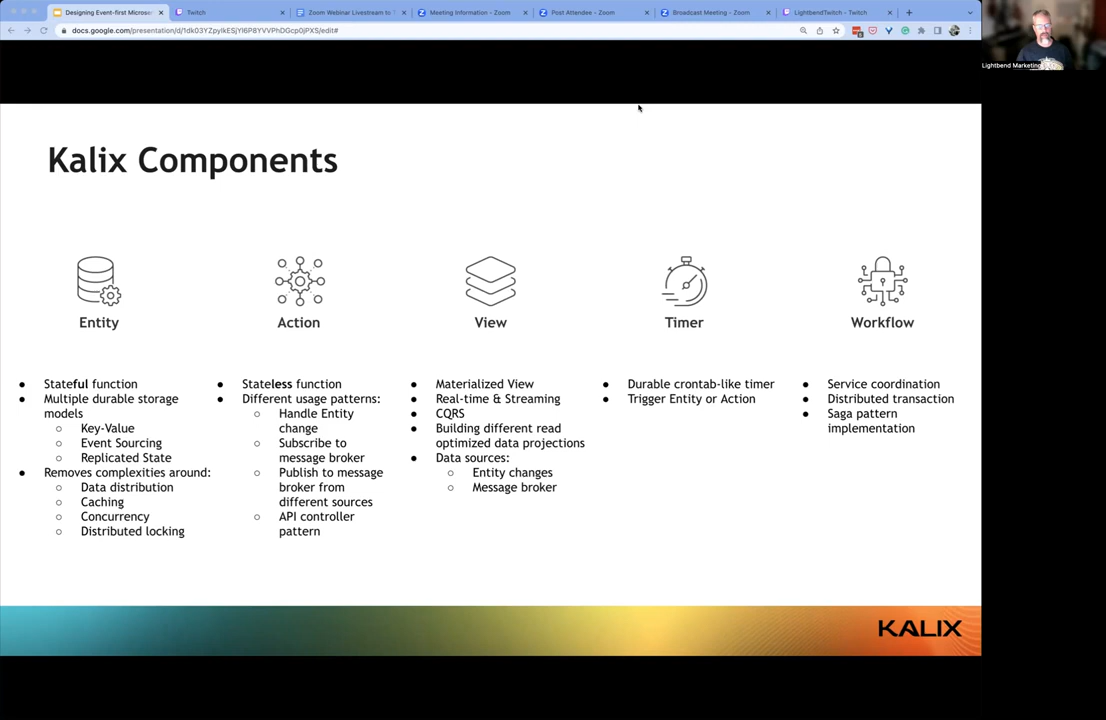 Designing Event-first Microser
Twitch
Zoom Webinar Livestream to
Meeting Information - Zoom
Post Attendee - Zoom
Broadcast Meeting - Zoom
LightbendTwitch - Twitch
docs.google.com/presentation/d/1dk03YZpylkESjYl6P8YVVPhDGcp0jPXS/edit#
Lightbend Marketing
Kalix Components
Entity
Stateful function
Multiple durable storage
models
Key-Value
Event Sourcing
Replicated State
Removes complexities around:
Data distribution
Caching
Concurrency
Distributed locking
Action
Stateless function
Different usage patterns:
Handle Entity
change
Subscribe to
message broker
Publish to message
broker from
different sources
API controller
pattern
View
Materialized View
Real-time & Streaming
CQRS
Building different read
optimized data projections
Data sources:
Entity changes
Message broker
Timer
Durable crontab-like timer
Trigger Entity or Action
Workflow
Service coordination
Distributed transaction
Saga pattern
implementation
KALIX